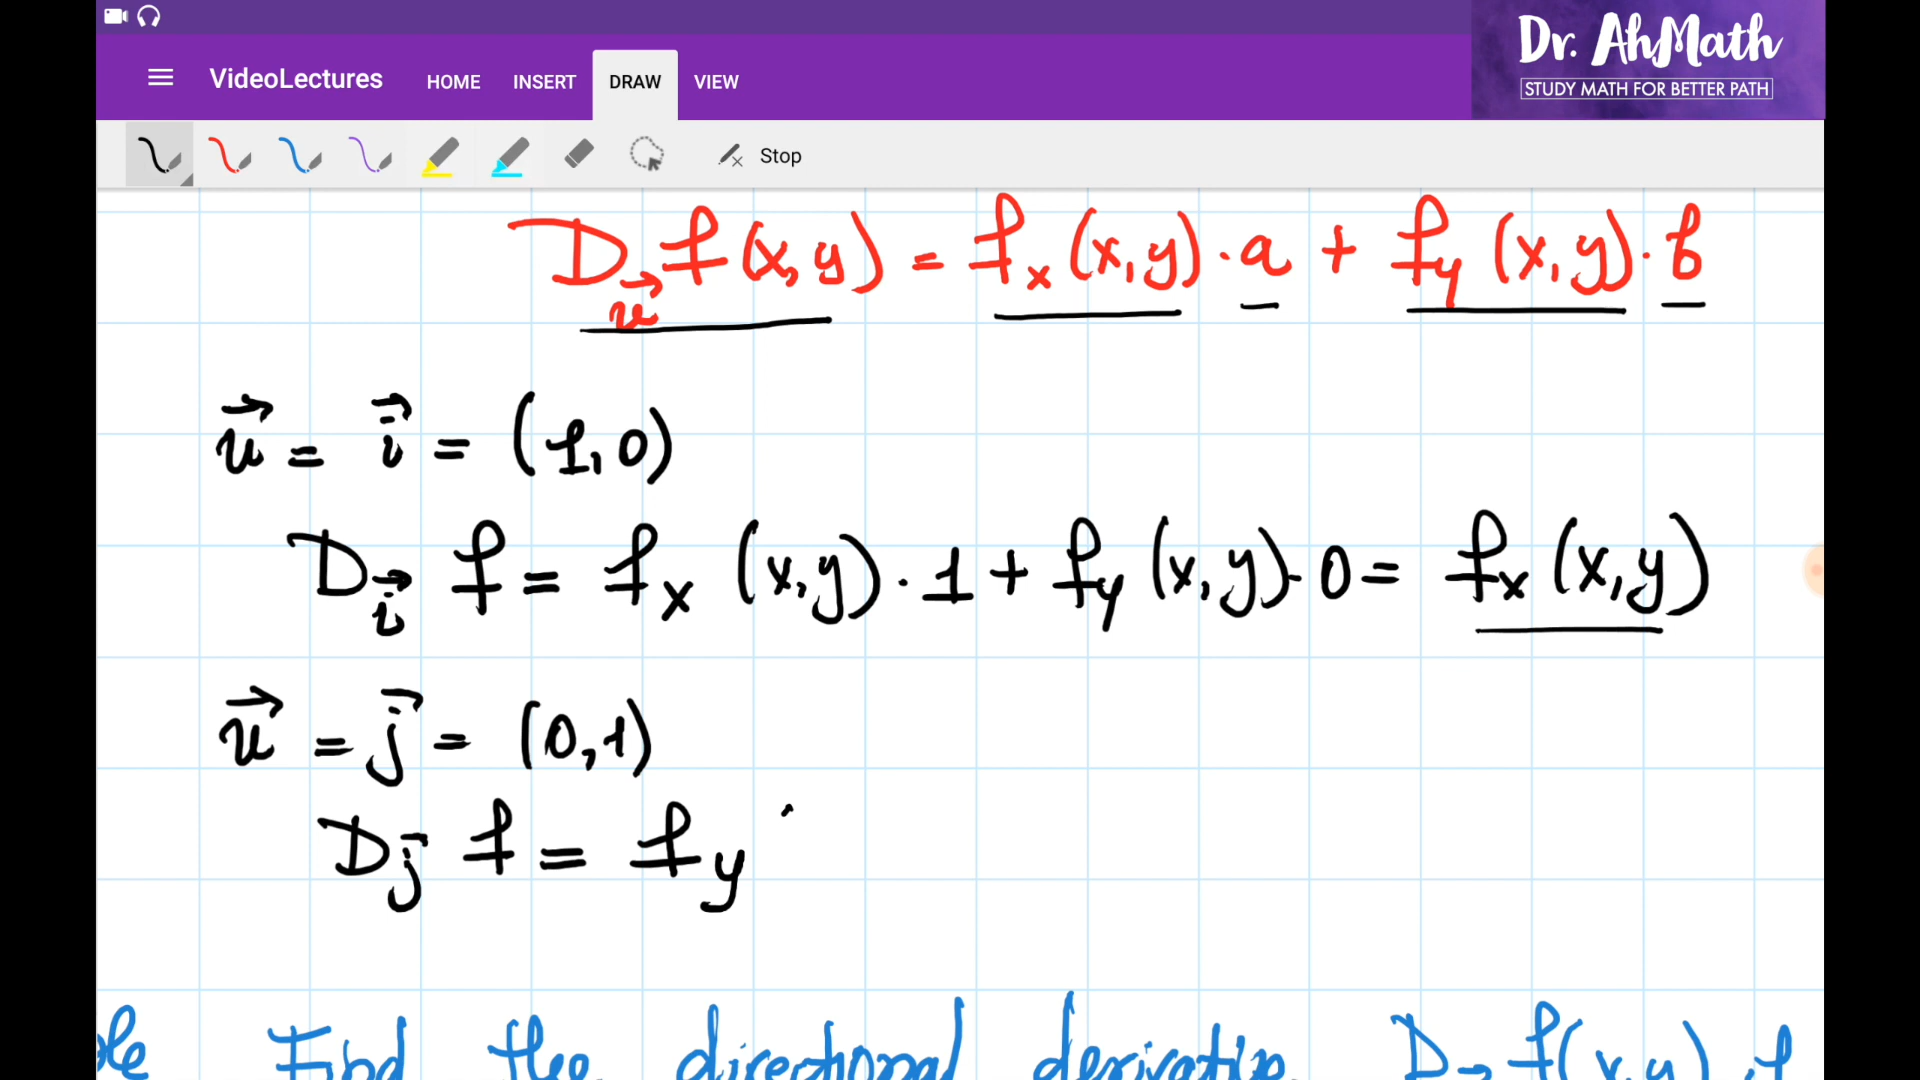 Dr. AhMath
STUDY MATH FOR BETTER PATH
VideoLectures HOME INSERT DRAW VIEW
Stop
D_u⃗ f(x,y) = f_x (x,y) · a + f_y (x,y) · b
u⃗ = i⃗ = (1,0)
D_i⃗ f = f_x (x,y) · 1 + f_y (x,y) · 0 = f_x (x,y)
u⃗ = j⃗ = (0,1)
D_j⃗ f = f_y
Find the directional derivative D f(x,y)